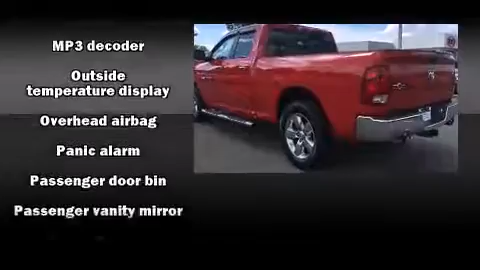 MP3 decoder
Outside
temperature display
Overhead airbag
Panic alarm
Passenger door bin
Passenger vanity mirror